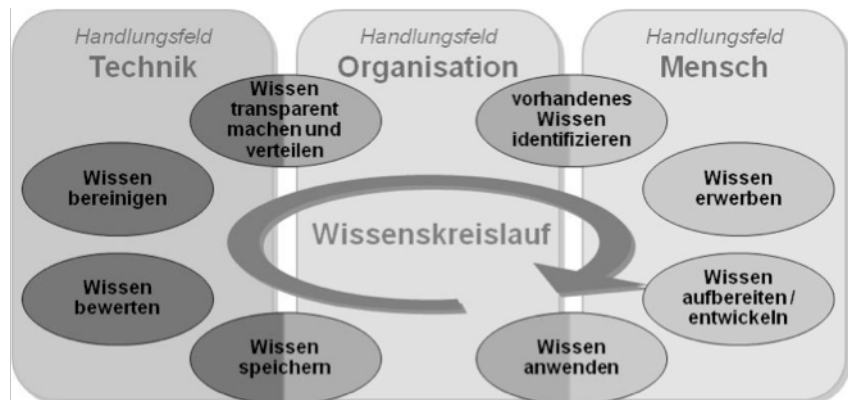 Handlungsfeld
Technik
Handlungsfeld
Organisation
Handlungsfeld
Mensch
Wissen
transparent
machen und
verteilen
vorhandenes
Wissen
identifizieren
Wissen
bereinigen
Wissen
erwerben
Wissenskreislauf
Wissen
bewerten
Wissen
aufbereiten /
entwickeln
Wissen
speichern
Wissen
anwenden